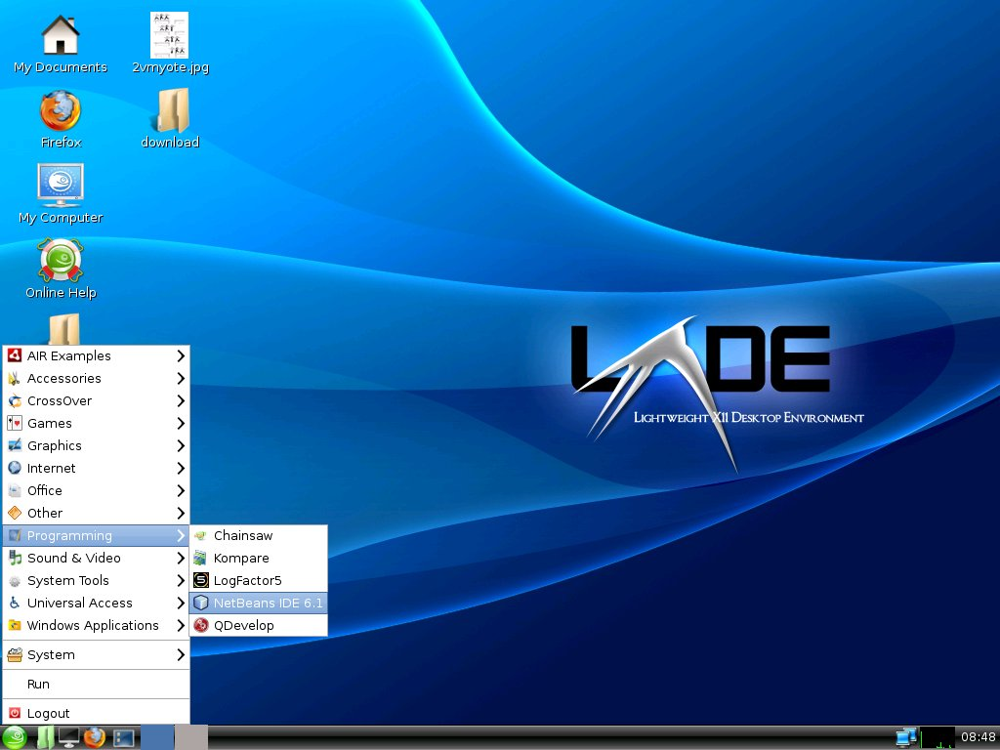 My Documents
2vmyote.jpg
Firefox
download
My Computer
Online Help
LXDE
Lightweight X11 Desktop Environment
AIR Examples
Accessories
CrossOver
Games
Graphics
Internet
Office
Other
Programming
Sound & Video
System Tools
Universal Access
Windows Applications
System
Run
Logout
Chainsaw
Kompare
LogFactor5
NetBeans IDE 6.1
QDevelop
08:48